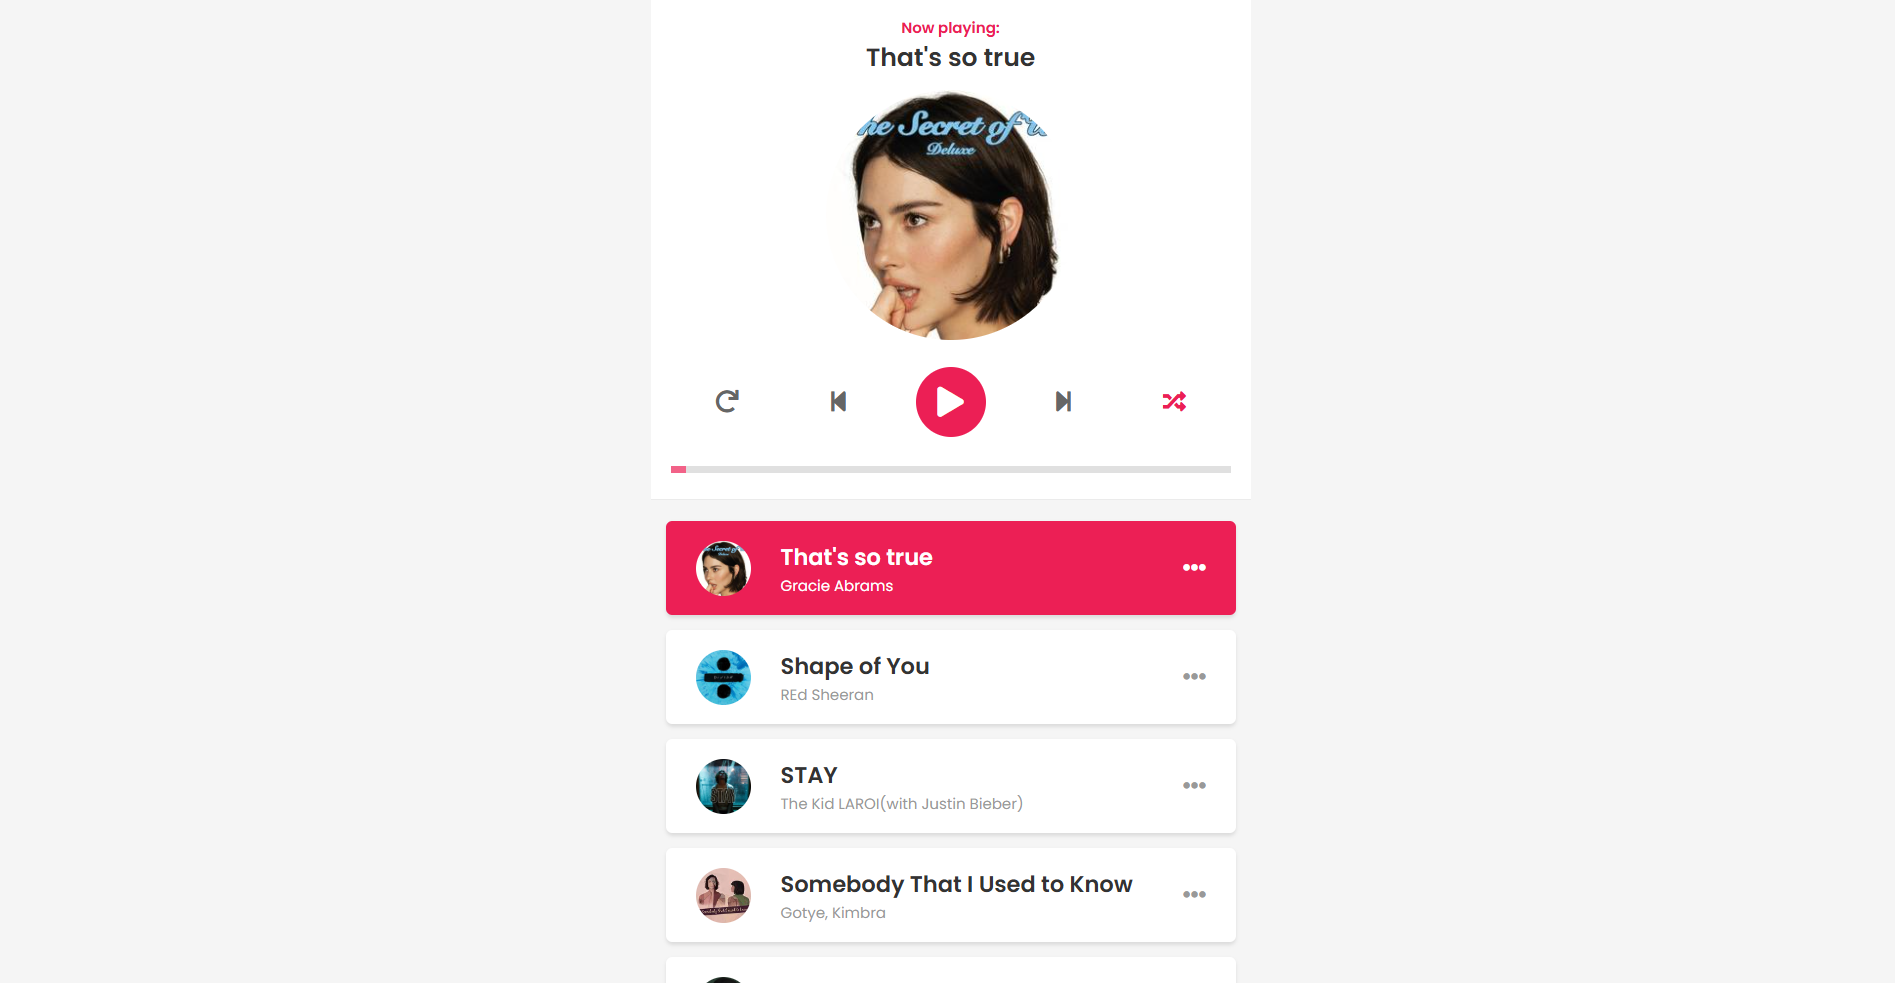 Now playing:
That's so true
he Secret of
Deluxe
That's so true
Gracie Abrams
Shape of You
REd Sheeran
STAY
The Kid LAROI(with Justin Bieber)
Somebody That I Used to Know
Gotye, Kimbra